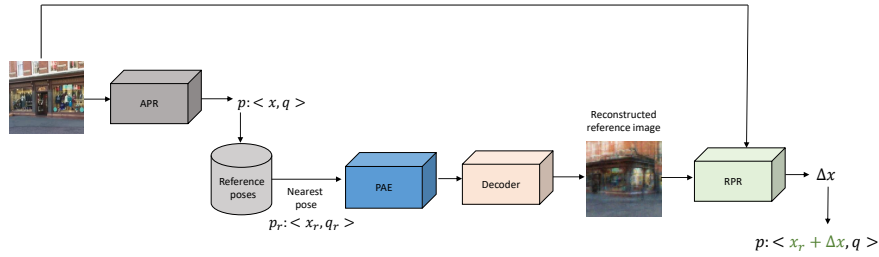 APR
p: < x, q >
Reference
poses
Nearest
pose
p_r: < x_r, q_r >
PAE
Decoder
Reconstructed
reference image
RPR
Δx
p: < x_r + Δx, q >